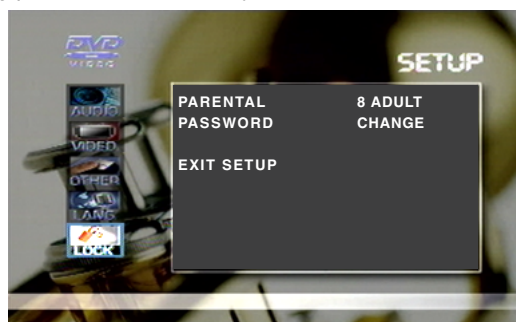 DVD
VIDEO
SETUP
AUDIO
VIDEO
OTHER
LANG
LOCK
PARENTAL 8 ADULT
PASSWORD CHANGE
EXIT SETUP